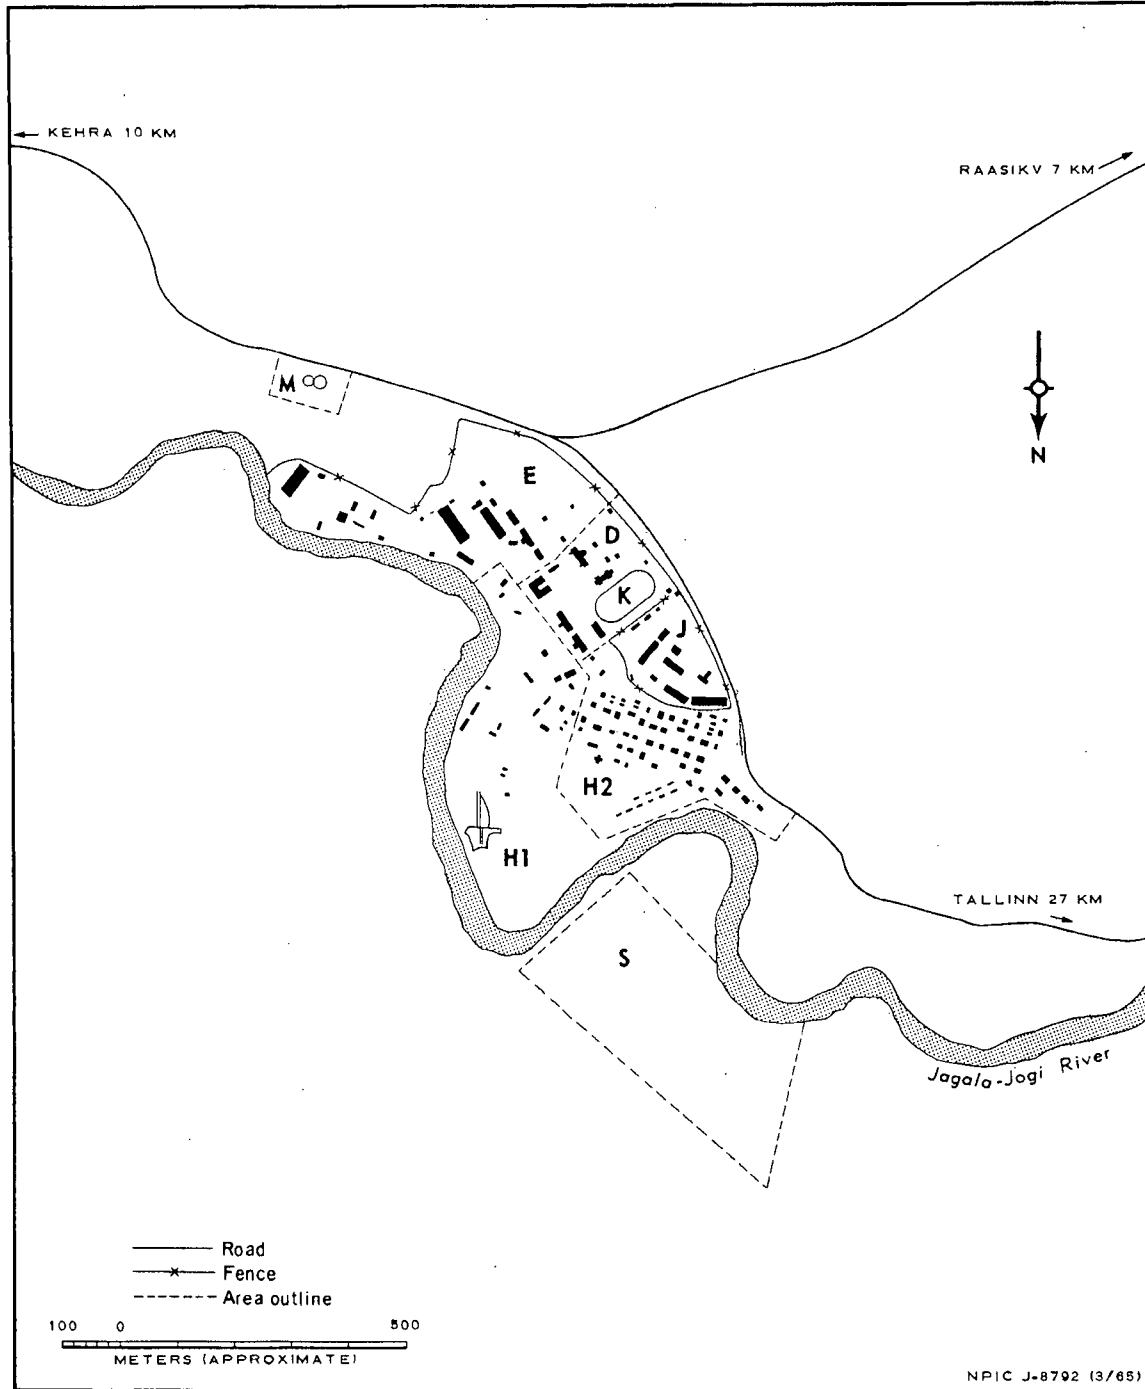 KEHRA 10 KM
RAASIKV 7 KM
N
M
E
D
K
J
H2
H1
TALLINN 27 KM
S
Jagala-Jogi River
Road
Fence
Area outline
100 0 500
METERS (APPROXIMATE)
NPIC J-8792 (3/65)